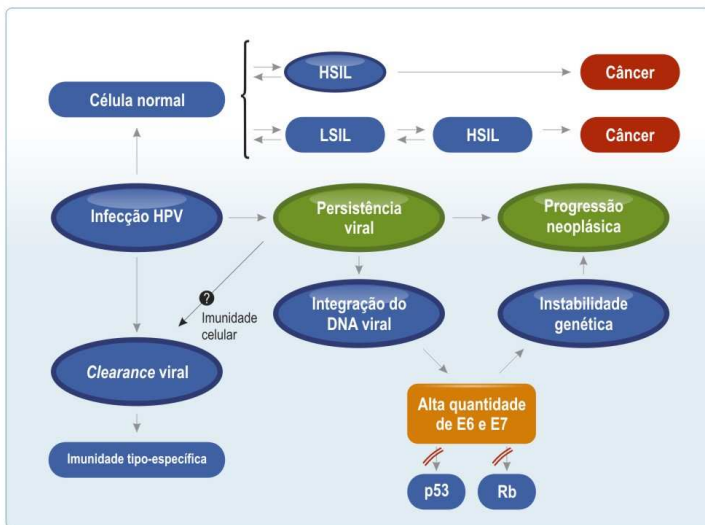 HSIL
Câncer
Célula normal
LSIL
HSIL
Câncer
Infecção HPV
Persistência
viral
Progressão
neoplásica
?
Imunidade
celular
Integração do
DNA viral
Instabilidade
genética
Clearance viral
Alta quantidade
de E6 e E7
Imunidade tipo-específica
p53
Rb